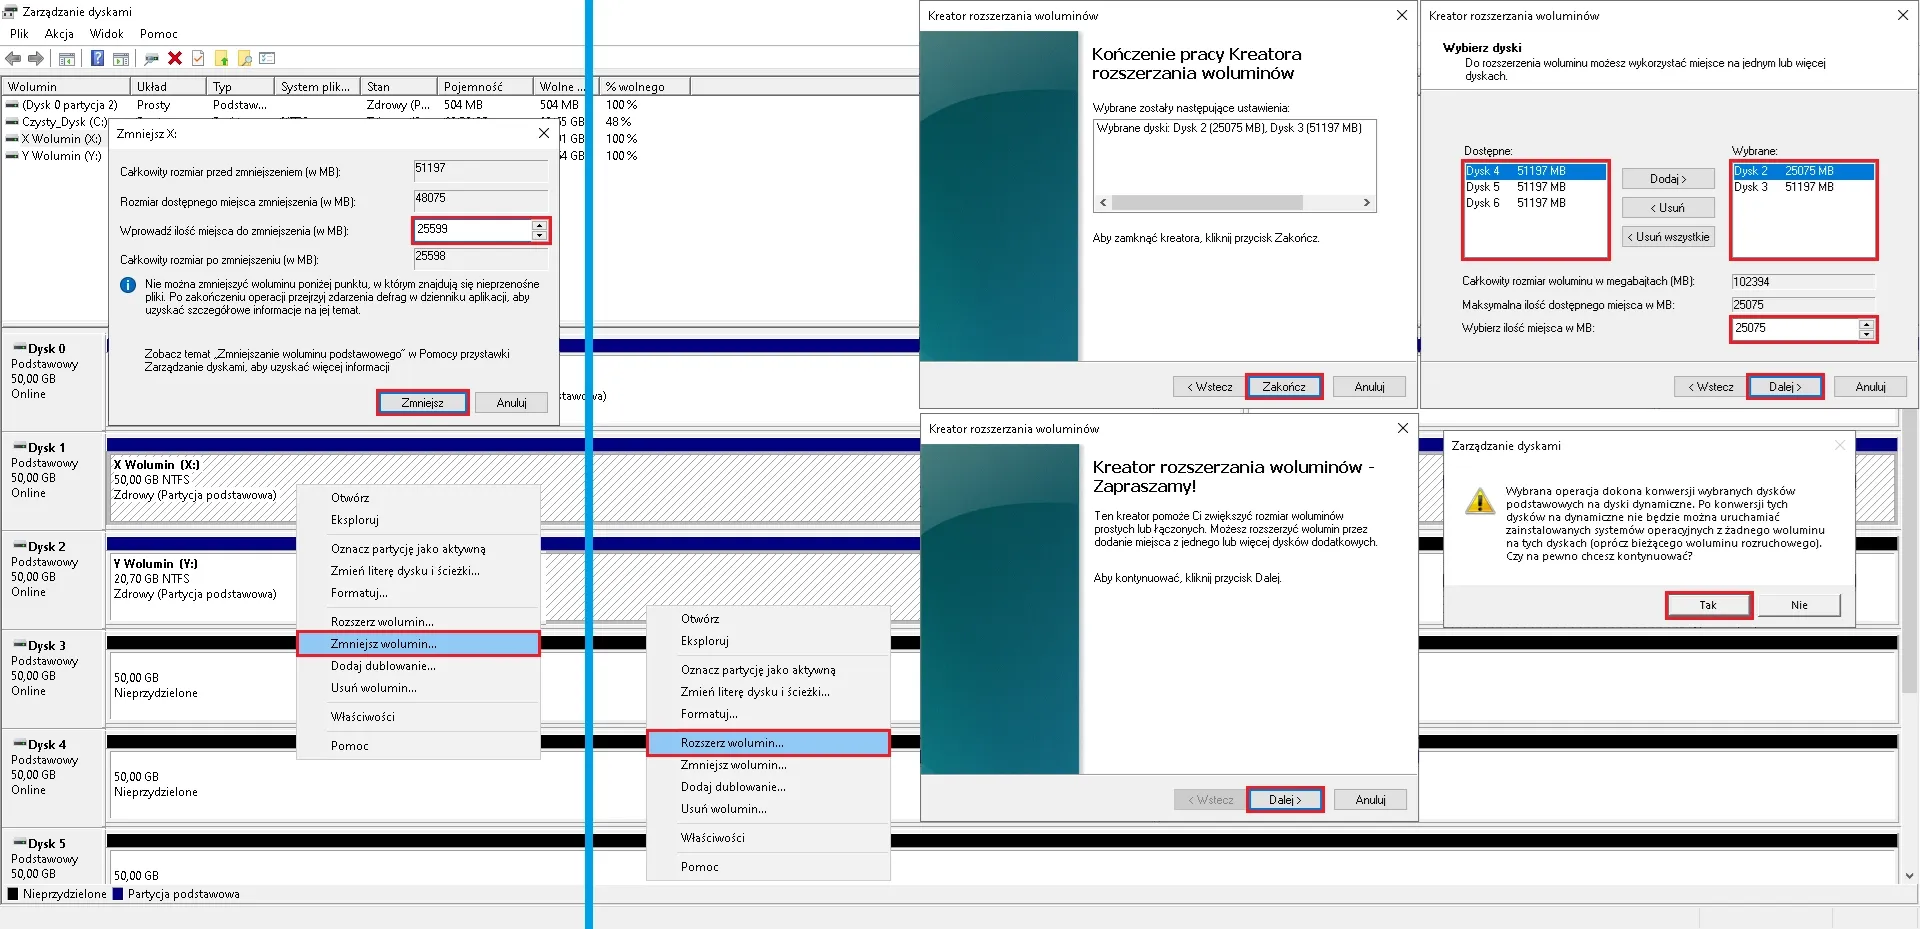 Zarządzanie dyskami
Plik Akcja Widok Pomoc
Wolumin Układ Typ System plik... Stan Pojemność Wolne ... % wolnego
(Dysk 0 partycja 2) Prosty Podstaw... Zdrowy (P... 504 MB 504 MB 100 %
Czysty_Dysk (C:) GB 48 %
X Wolumin (X:) GB 100 %
Y Wolumin (Y:) GB 100 %
Zmniejsz X:
Całkowity rozmiar przed zmniejszeniem (w MB): 51197
Rozmiar dostępnego miejsca zmniejszenia (w MB): 48075
Wprowadź ilość miejsca do zmniejszenia (w MB): 25599
Całkowity rozmiar po zmniejszeniu (w MB): 25598
Nie można zmniejszyć woluminu poniżej punktu, w którym znajdują się nieprzenośne
pliki. Po zakończeniu operacji przejrzyj zdarzenia defrag w dzienniku aplikacji, aby
uzyskać szczegółowe informacje na jej temat.
Zobacz temat „Zmniejszanie woluminu podstawowego” w Pomocy przystawki
Zarządzanie dyskami, aby uzyskać więcej informacji
Zmniejsz Anuluj
Dysk 0
Podstawowy
50,00 GB
Online
Dysk 1
Podstawowy
50,00 GB
Online
X Wolumin (X:)
50,00 GB NTFS
Zdrowy (Partycja podstawowa)
Dysk 2
Podstawowy
50,00 GB
Online
Y Wolumin (Y:)
20,70 GB NTFS
Zdrowy (Partycja podstawowa)
Dysk 3
Podstawowy
50,00 GB
Online
50,00 GB
Nieprzydzielone
Dysk 4
Podstawowy
50,00 GB
Online
50,00 GB
Nieprzydzielone
Dysk 5
Podstawowy
50,00 GB
50,00 GB
Nieprzydzielone Partycja podstawowa
Otwórz
Eksploruj
Oznacz partycję jako aktywną
Zmień literę dysku i ścieżki...
Formatuj...
Rozszerz wolumin...
Zmniejsz wolumin...
Dodaj dublowanie...
Usuń wolumin...
Właściwości
Pomoc
Otwórz
Eksploruj
Oznacz partycję jako aktywną
Zmień literę dysku i ścieżki...
Formatuj...
Rozszerz wolumin...
Zmniejsz wolumin...
Dodaj dublowanie...
Usuń wolumin...
Właściwości
Pomoc
Kreator rozszerzania woluminów
Kończenie pracy Kreatora
rozszerzania woluminów
Wybrane zostały następujące ustawienia:
Wybrane dyski: Dysk 2 (25075 MB), Dysk 3 (51197 MB)
Aby zamknąć kreatora, kliknij przycisk Zakończ.
< Wstecz Zakończ Anuluj
Kreator rozszerzania woluminów
Wybierz dyski
Do rozszerzenia woluminu możesz wykorzystać miejsce na jednym lub więcej
dyskach.
Dostępne: Wybrane:
Dysk 4 51197 MB
Dysk 5 51197 MB
Dysk 6 51197 MB
Dodaj >
< Usuń
< Usuń wszystkie
Dysk 2 25075 MB
Dysk 3 51197 MB
Całkowity rozmiar woluminu w megabajtach (MB): 102394
Maksymalna ilość dostępnego miejsca w MB: 25075
Wybierz ilość miejsca w MB: 25075
< Wstecz Dalej > Anuluj
Kreator rozszerzania woluminów
Kreator rozszerzania woluminów -
Zapraszamy!
Ten kreator pomoże Ci zwiększyć rozmiar woluminów
prostych lub łączonych. Możesz rozszerzyć wolumin przez
dodanie miejsca z jednego lub więcej dysków dodatkowych.
Aby kontynuować, kliknij przycisk Dalej.
< Wstecz Dalej > Anuluj
Zarządzanie dyskami
Wybrana operacja dokona konwersji wybranych dysków
podstawowych na dyski dynamiczne. Po konwersji tych
dysków na dynamiczne nie będzie można uruchamiać
zainstalowanych systemów operacyjnych z żadnego woluminu
na tych dyskach (oprócz bieżącego woluminu rozruchowego).
Czy na pewno chcesz kontynuować?
Tak Nie